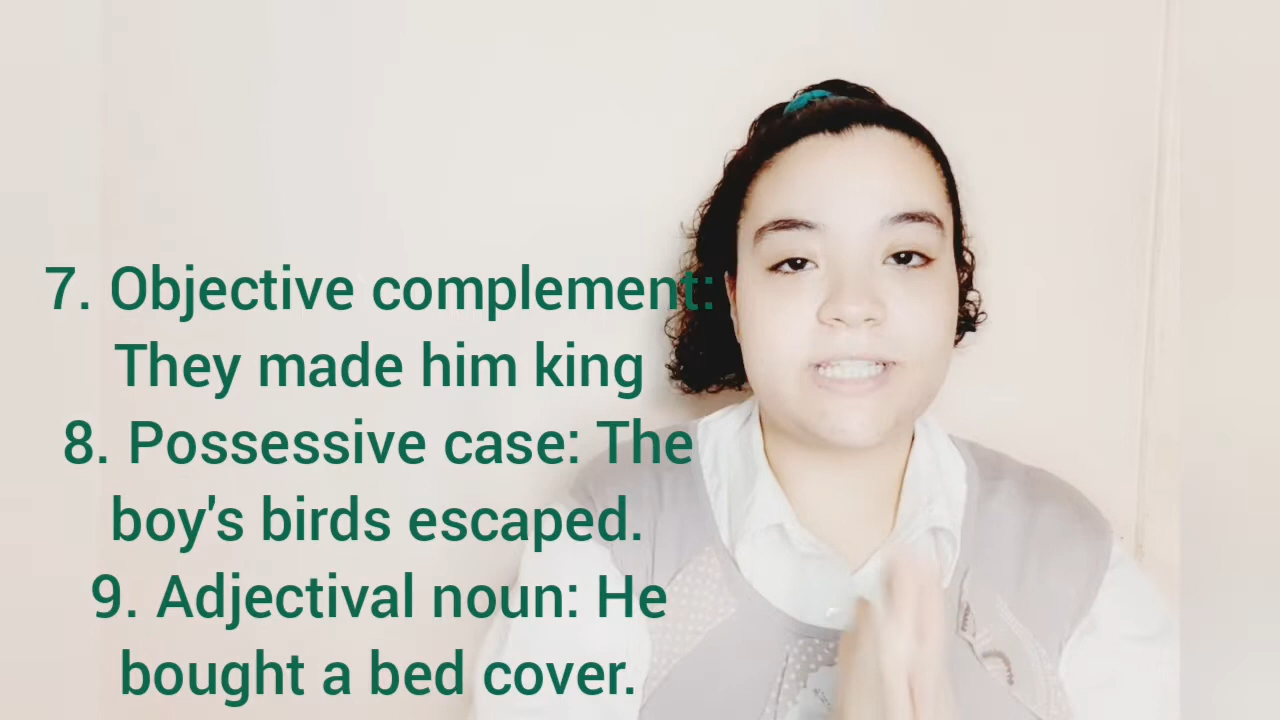 7. Objective complement:
They made him king
8. Possessive case: The
boy's birds escaped.
9. Adjectival noun: He
bought a bed cover.